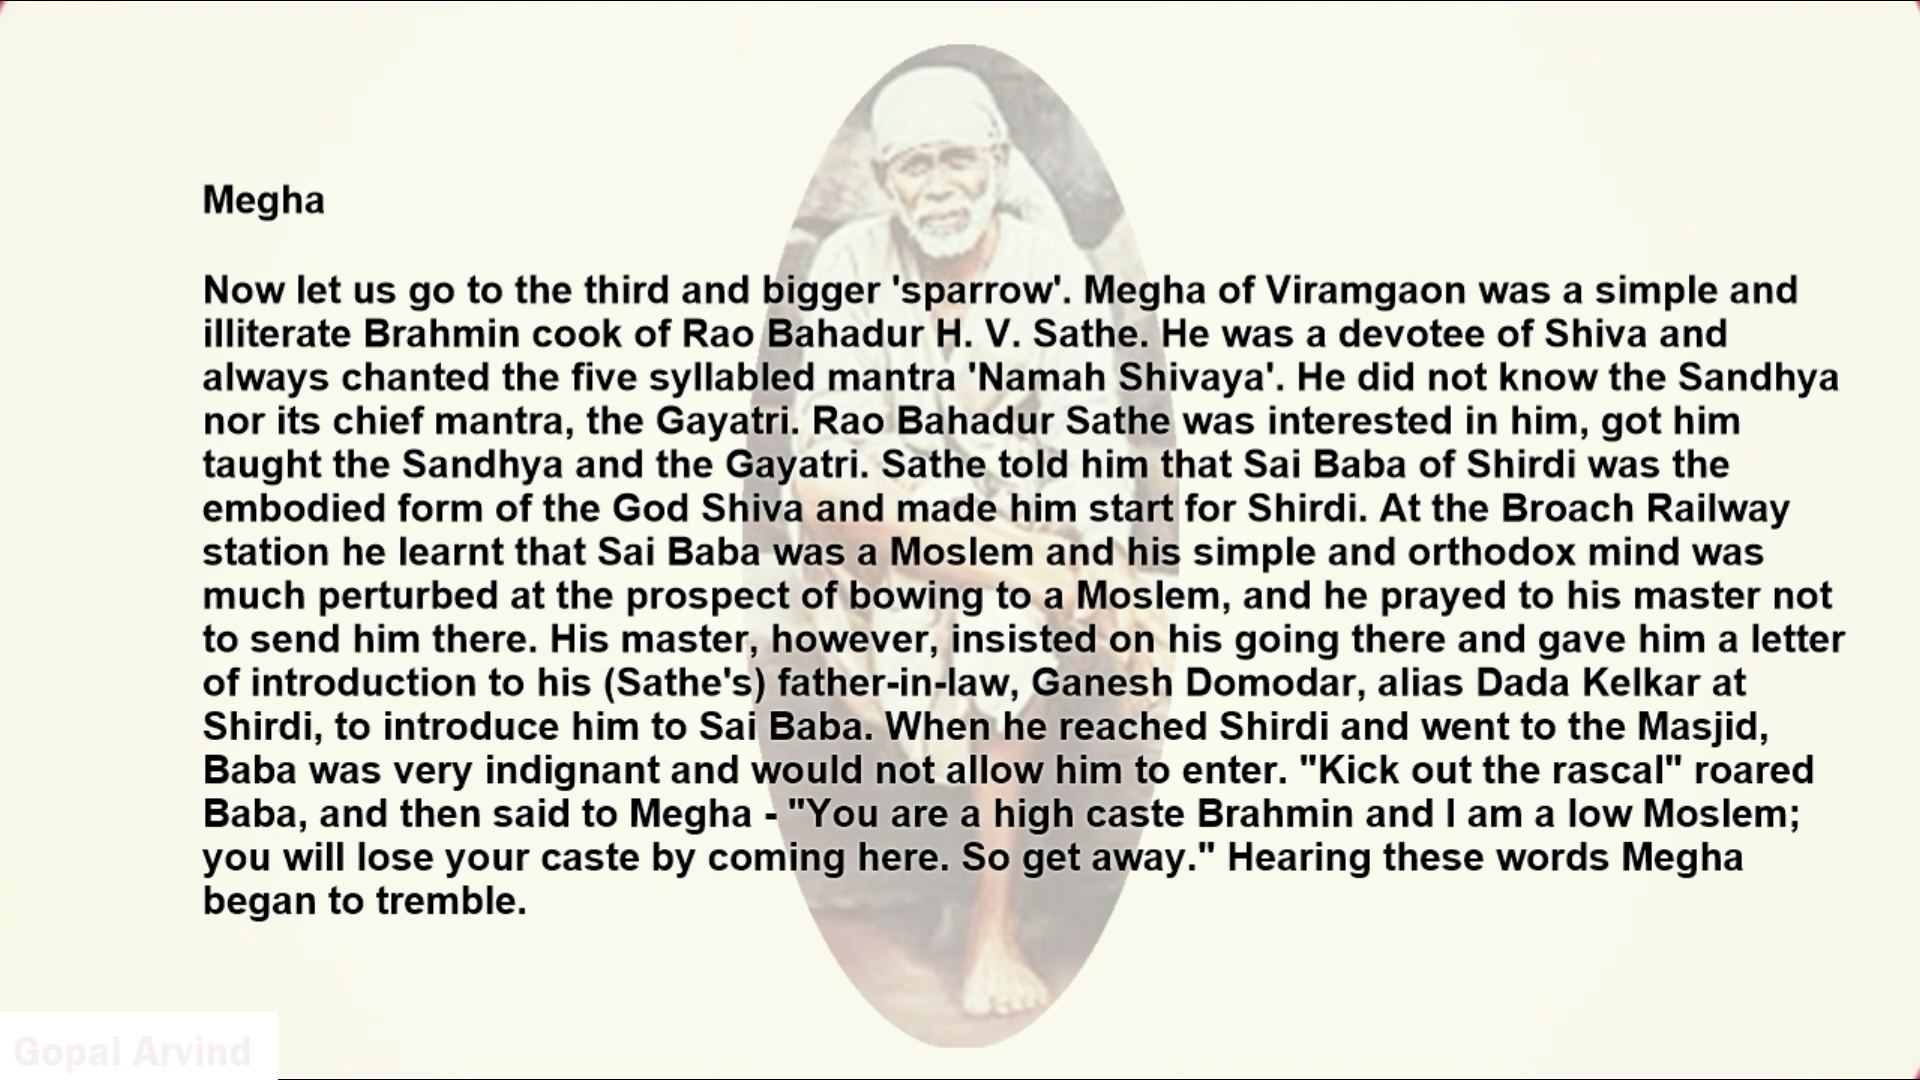 Megha
Now let us go to the third and bigger 'sparrow'. Megha of Viramgaon was a simple and
illiterate Brahmin cook of Rao Bahadur H. V. Sathe. He was a devotee of Shiva and
always chanted the five syllabled mantra 'Namah Shivaya'. He did not know the Sandhya
nor its chief mantra, the Gayatri. Rao Bahadur Sathe was interested in him, got him
taught the Sandhya and the Gayatri. Sathe told him that Sai Baba of Shirdi was the
embodied form of the God Shiva and made him start for Shirdi. At the Broach Railway
station he learnt that Sai Baba was a Moslem and his simple and orthodox mind was
much perturbed at the prospect of bowing to a Moslem, and he prayed to his master not
to send him there. His master, however, insisted on his going there and gave him a letter
of introduction to his (Sathe's) father-in-law, Ganesh Domodar, alias Dada Kelkar at
Shirdi, to introduce him to Sai Baba. When he reached Shirdi and went to the Masjid,
Baba was very indignant and would not allow him to enter. "Kick out the rascal" roared
Baba, and then said to Megha - "You are a high caste Brahmin and I am a low Moslem;
you will lose your caste by coming here. So get away." Hearing these words Megha
began to tremble.
Gopal Arvind